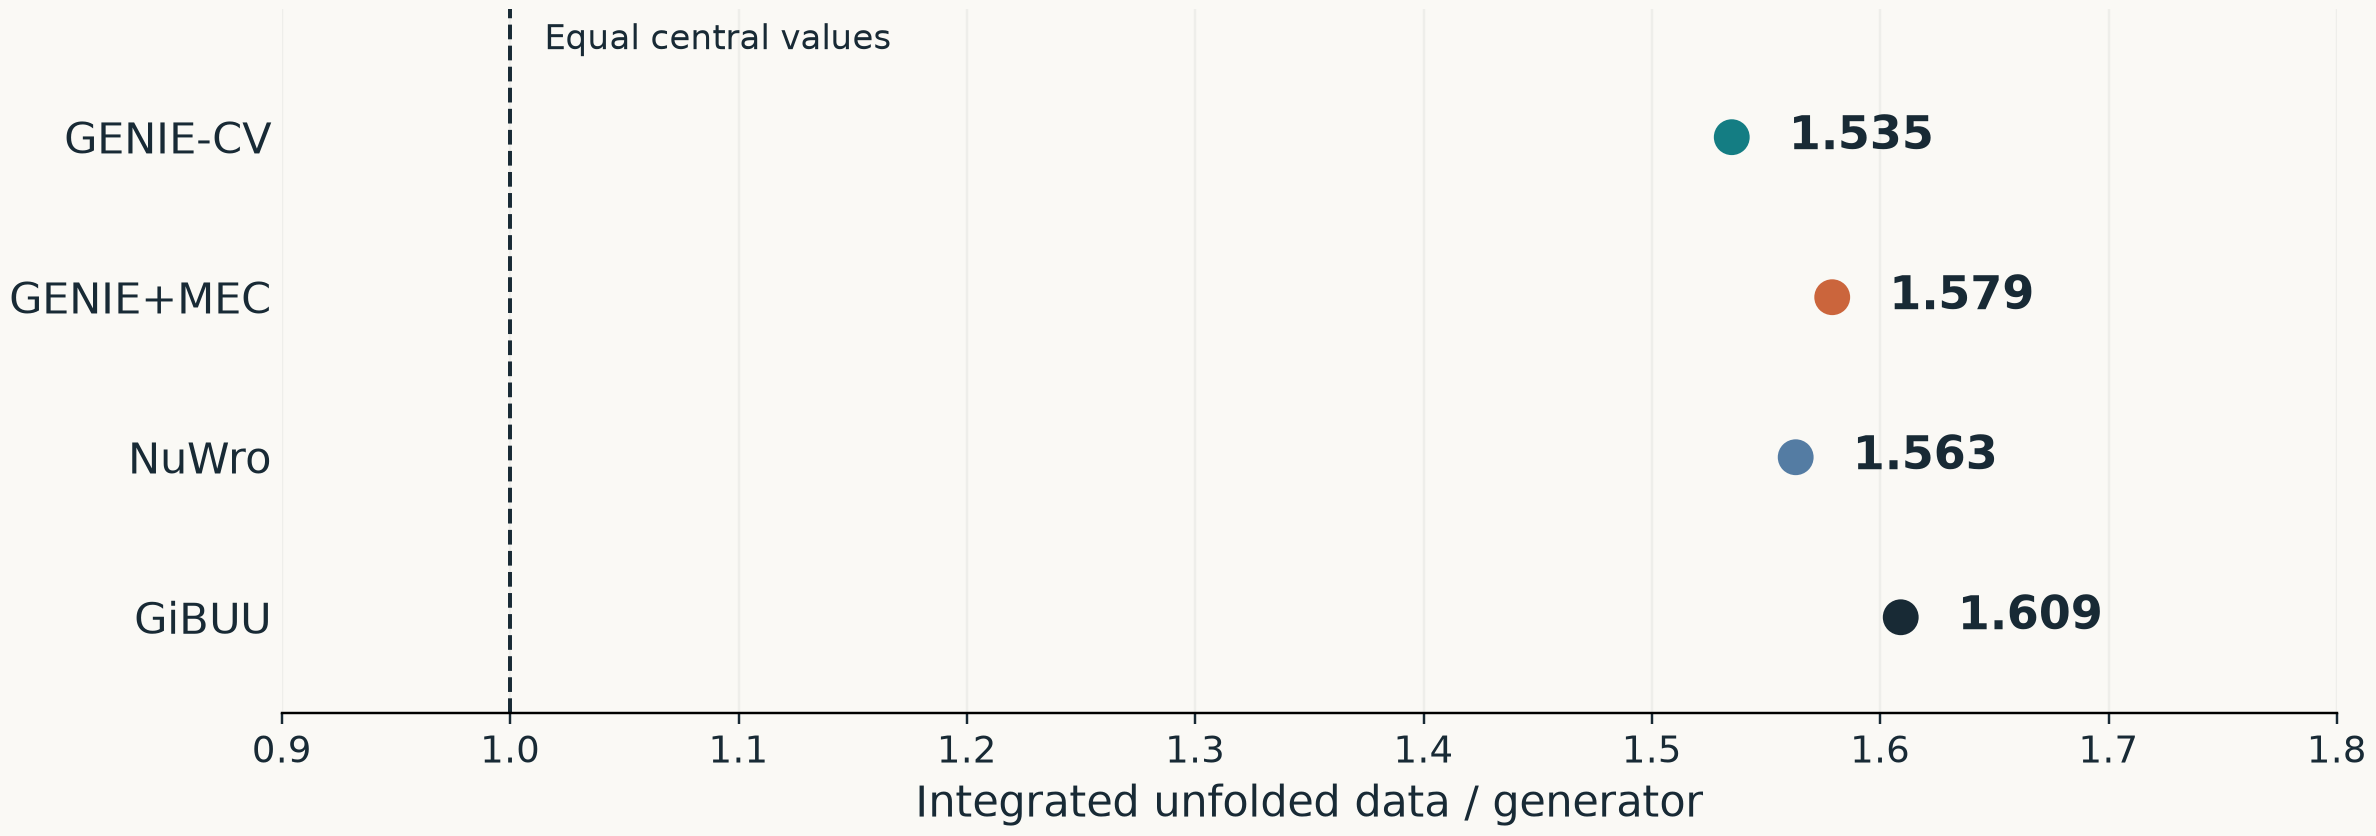 Equal central values
GENIE-CV 1.535
GENIE+MEC 1.579
NuWro 1.563
GiBUU 1.609
0.9 1.0 1.1 1.2 1.3 1.4 1.5 1.6 1.7 1.8
Integrated unfolded data / generator